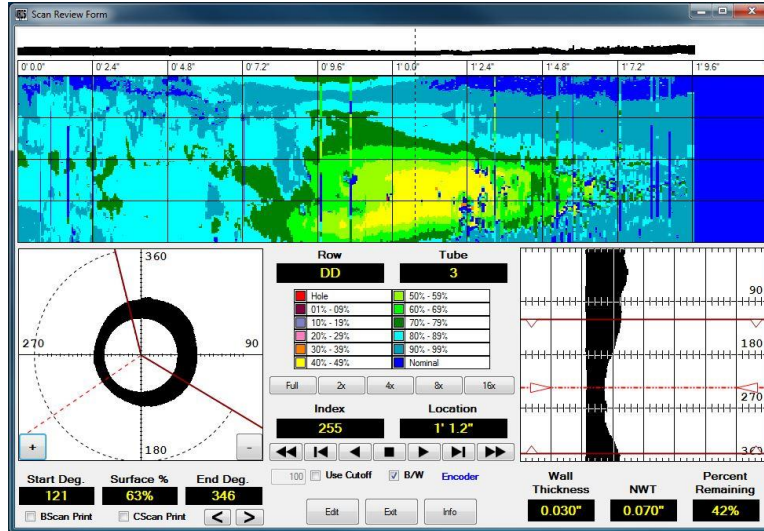 Scan Review Form
0' 0.0" 0' 2.4" 0' 4.8" 0' 7.2" 0' 9.6" 1' 0.0" 1' 2.4" 1' 4.8" 1' 7.2" 1' 9.6"
Row Tube
DD 3
Hole 50% - 59%
01% - 09% 60% - 69%
10% - 19% 70% - 79%
20% - 29% 80% - 89%
30% - 39% 90% - 99%
40% - 49% Nominal
Full 2x 4x 8x 16x
Index Location
255 1' 1.2"
100 Use Cutoff B/W Encoder
Edit Exit Info
360
270 90
180
+ -
Start Deg. Surface % End Deg.
121 63% 346
BScan Print CScan Print < >
90
180
270
360
Wall Thickness NWT Percent Remaining
0.030" 0.070" 42%